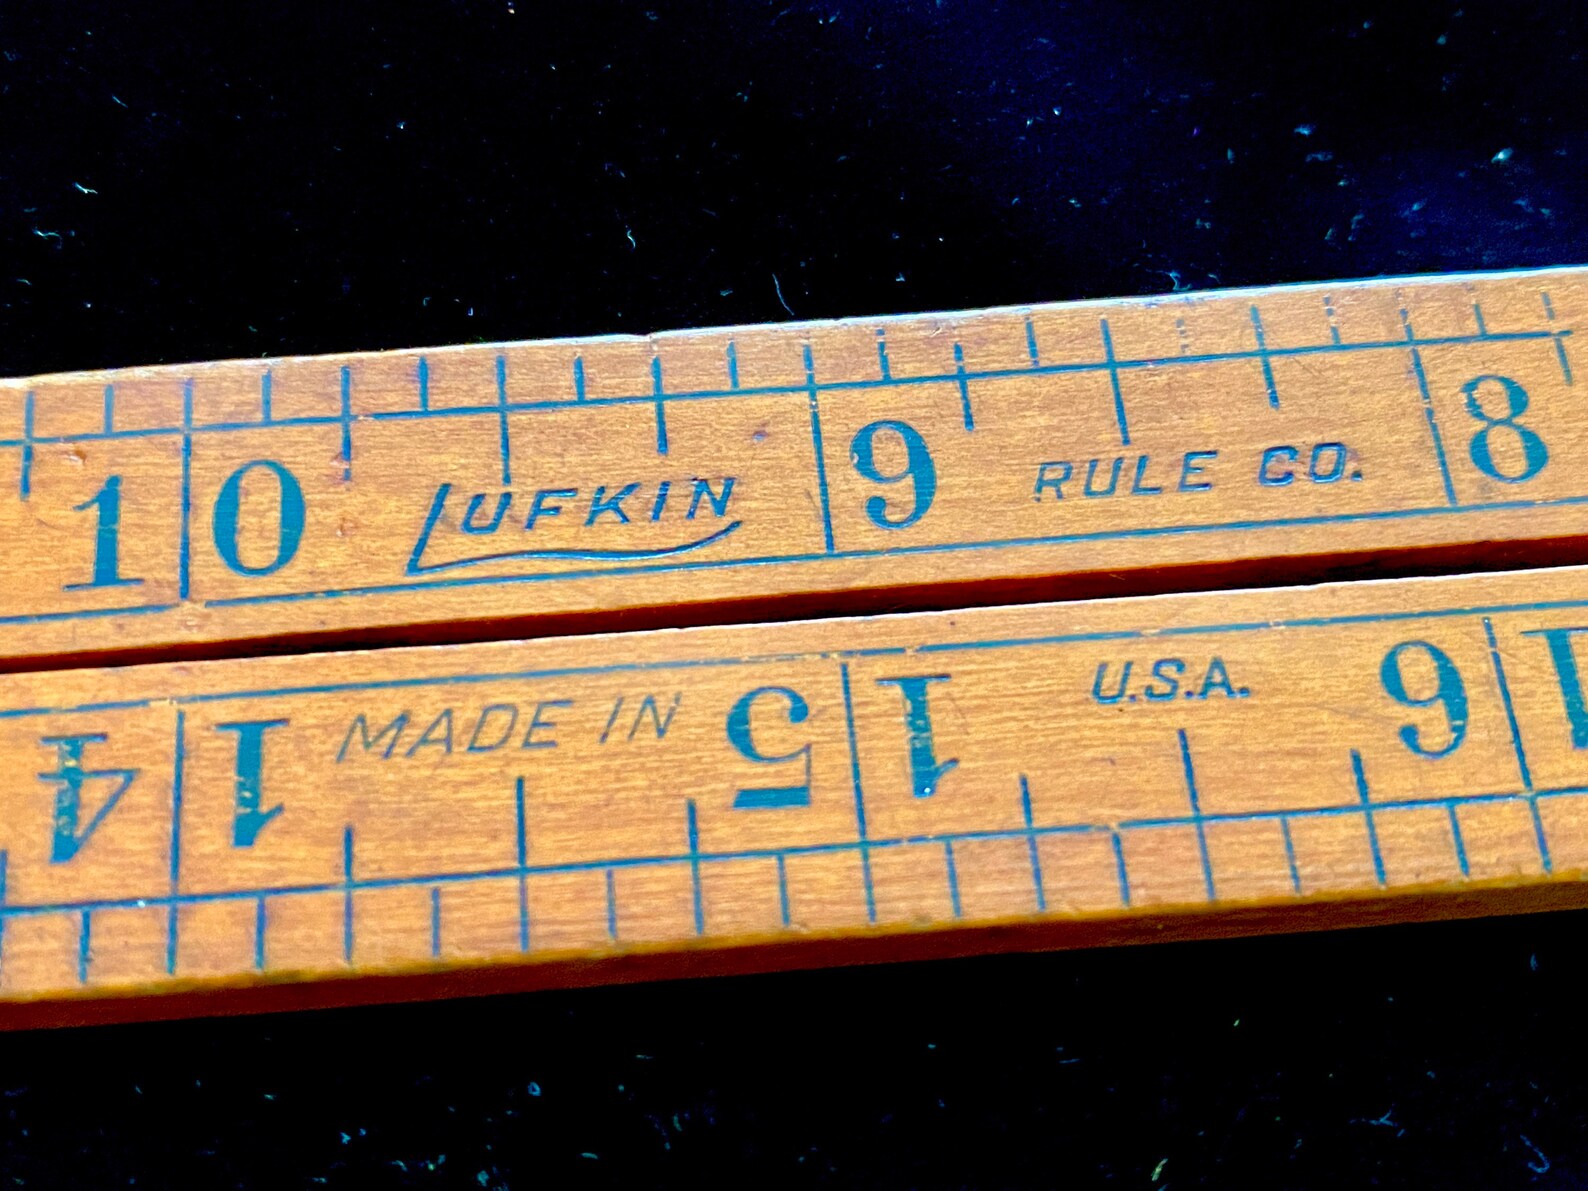 10 LUFKIN 9 RULE CO. 8
14 MADE IN 15 U.S.A. 16